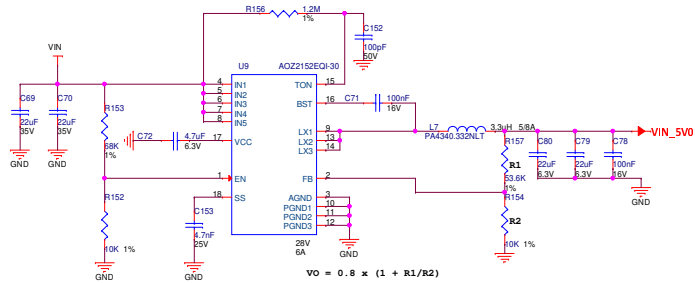 R156 1.2M
1%
C152
100pF
50V
VIN
U9 AOZ2152EQI-30
4 IN1 TON 15
5 IN2
6 IN3 BST 16
7 IN4
8 IN5
C71 100nF
16V
C69
22uF
35V
C70
22uF
35V
R153
68K
1%
C72 4.7uF
6.3V
17 VCC
LX1 9
LX2 13
LX3 14
L7 3.3uH 5/8A
PA4340.332NLT
VIN_5V0
R157
R1
53.6K
1%
C80
22uF
6.3V
C79
22uF
6.3V
C78
100nF
16V
GND
GND
1 EN FB 2
R152
10K 1%
18 SS
AGND 3
PGND1 10
PGND2 11
PGND3 12
C153
4.7nF
25V
R154
R2
10K 1%
28V
6A
GND
GND
GND
GND
GND
VO = 0.8 x (1 + R1/R2)